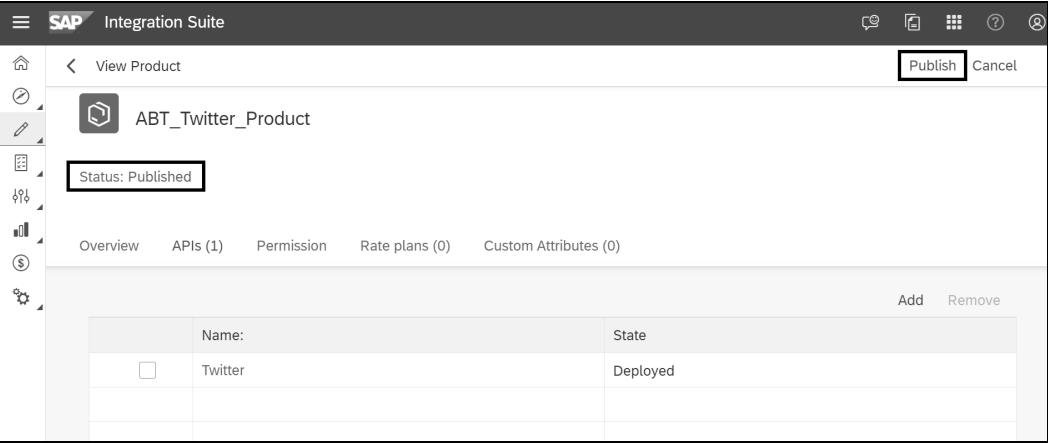 SAP Integration Suite
View Product
Publish Cancel
ABT_Twitter_Product
Status: Published
Overview APIs (1) Permission Rate plans (0) Custom Attributes (0)
Add Remove
Name: State
Twitter Deployed